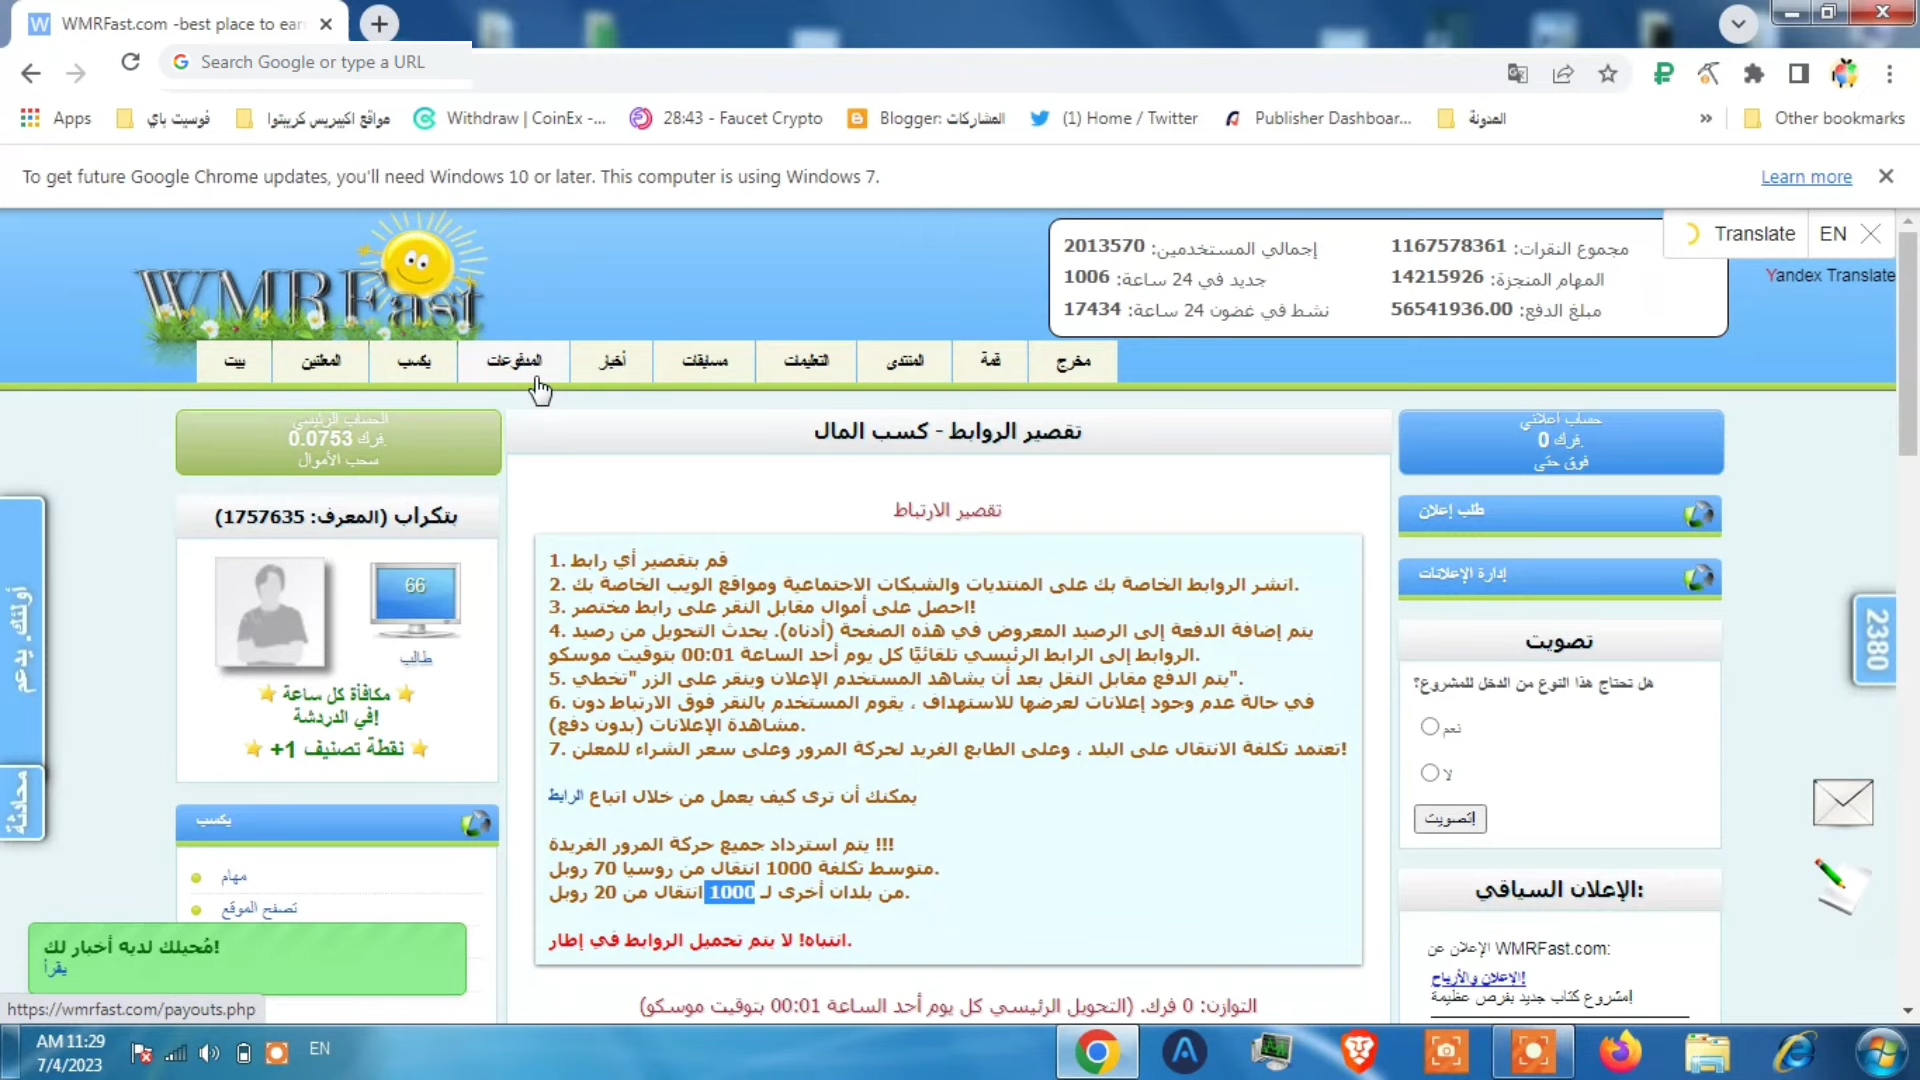 WMRFast.com -best place to ear
Search Google or type a URL
Apps
فوسيت باي
مواقع اكبيريس كريبتوا
Withdraw | CoinEx -...
28:43 - Faucet Crypto
Blogger: المشاركات
(1) Home / Twitter
Publisher Dashboar...
المدونة
»
Other bookmarks
To get future Google Chrome updates, you'll need Windows 10 or later. This computer is using Windows 7.
Learn more
WMRFast
إجمالي المستخدمين: 2013570
جديد في 24 ساعة: 1006
نشط في غضون 24 ساعة: 17434
مجموع النقرات: 1167578361
المهام المنجزة: 14215926
مبلغ الدفع: 56541936.00
Translate
EN
Yandex Translate
بيت
المعلنين
يكسب
المدفوعات
أخبار
مسابقات
التعليمات
المنتدى
قمة
مخرج
الحساب الرئيسي
0.0753 فرك.
سحب الأموال
بتكراب (المعرف: 1757635)
66
طالب
مكافأة كل ساعة
في الدردشة!
+1 نقطة تصنيف
يكسب
مهام
تصفح الموقع
مُحيلك لديه أخبار لك!
يقرأ
https://wmrfast.com/payouts.php
أولئك. يدعم
محادثة
تقصير الروابط - كسب المال
تقصير الارتباط
1. قم بتقصير أي رابط
2. انشر الروابط الخاصة بك على المنتديات والشبكات الاجتماعية ومواقع الويب الخاصة بك.
3. احصل على أموال مقابل النقر على رابط مختصر!
4. يتم إضافة الدفعة إلى الرصيد المعروض في هذه الصفحة (أدناه). يحدث التحويل من رصيد
الروابط إلى الرابط الرئيسي تلقائيًا كل يوم أحد الساعة 00:01 بتوقيت موسكو.
5. يتم الدفع مقابل النقل بعد أن يشاهد المستخدم الإعلان وينقر على الزر "تخطي".
6. في حالة عدم وجود إعلانات لعرضها للاستهداف ، يقوم المستخدم بالنقر فوق الارتباط دون
مشاهدة الإعلانات (بدون دفع).
7. تعتمد تكلفة الانتقال على البلد ، وعلى الطابع الفريد لحركة المرور وعلى سعر الشراء للمعلن!
يمكنك أن ترى كيف يعمل من خلال اتباع الرابط
يتم استرداد جميع حركة المرور الفريدة !!!
متوسط تكلفة 1000 انتقال من روسيا 70 روبل.
من بلدان أخرى لـ 1000 انتقال من 20 روبل.
انتباه! لا يتم تحميل الروابط في إطار.
التوازن: 0 فرك. (التحويل الرئيسي كل يوم أحد الساعة 00:01 بتوقيت موسكو)
حساب اعلاني
0 فرك.
فوق حتى
طلب إعلان
إدارة الإعلانات
تصويت
هل تحتاج هذا النوع من الدخل للمشروع؟
نعم
لا
تصويت!
الإعلان السياقي:
الإعلان عن WMRFast.com:
الاعلان والأرباح!
مشروع كتاب جديد بفرص عظيمة!
2380
AM 11:29
7/4/2023
EN